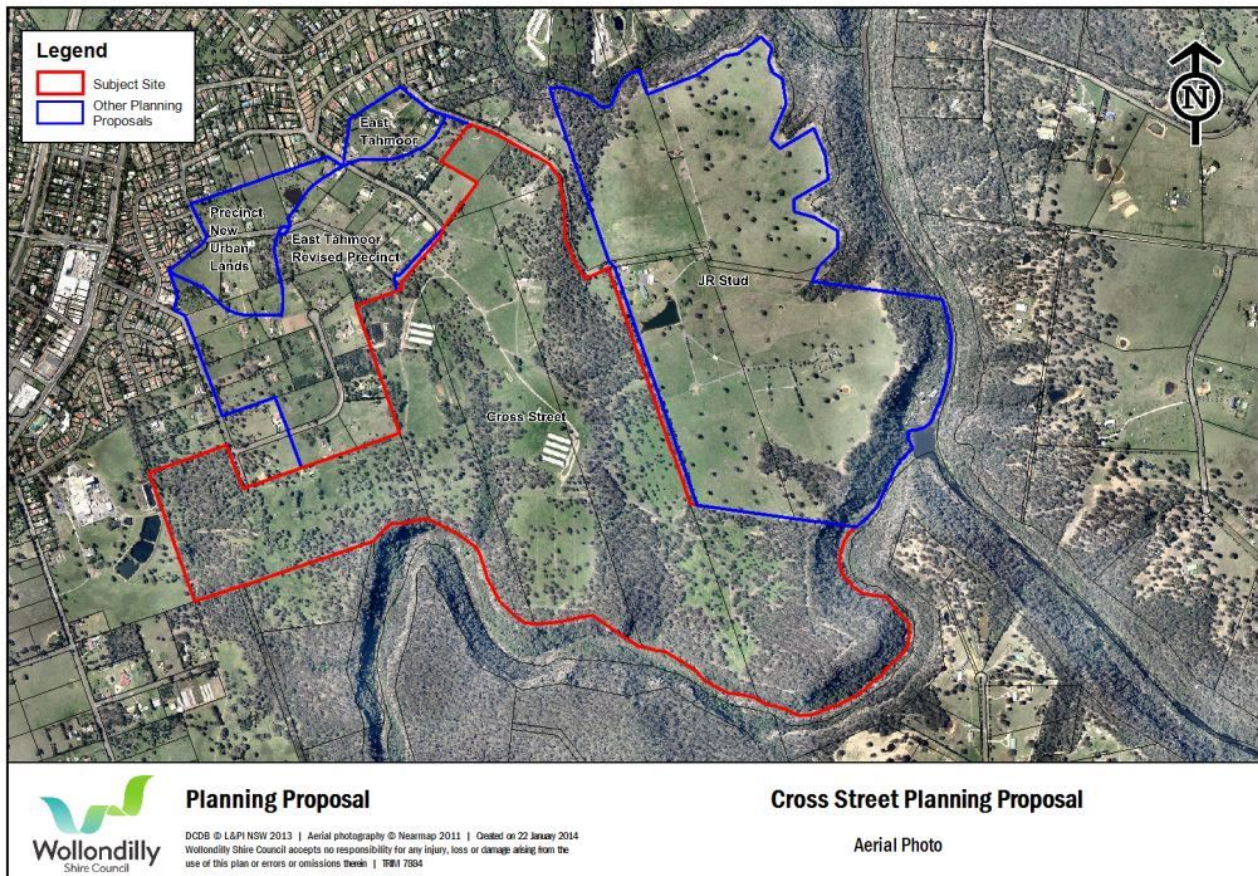 Legend
Subject Site
Other Planning
Proposals
N
East
Tahmoor
Precinct
New
Urban
Lands
East Tahmoor
Revised Precinct
JR Stud
Cross Street
Wollondilly
Shire Council
Planning Proposal
DCDB © L&PI NSW 2013 | Aerial photography © Nearmap 2011 | Created on 22 January 2014
Wollondilly Shire Council accepts no responsibility for any injury, loss or damage arising from the
use of this plan or errors or omissions therein | TRIM 7884
Cross Street Planning Proposal
Aerial Photo